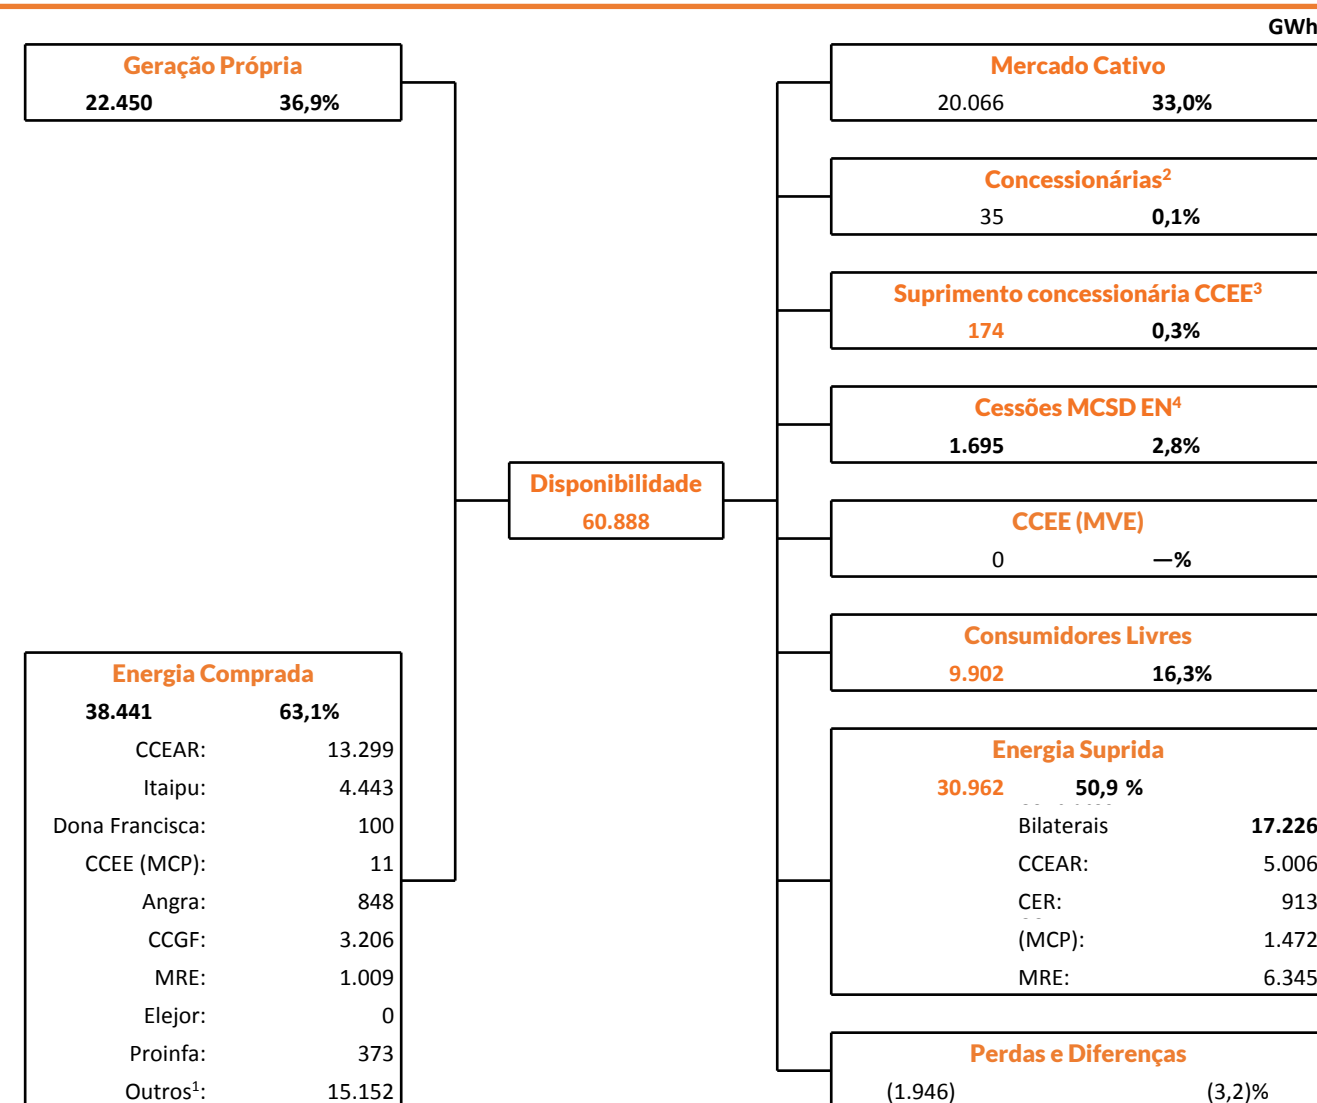 GWh
Geração Própria
22.450 36,9%
Energia Comprada
38.441 63,1%
CCEAR: 13.299
Itaipu: 4.443
Dona Francisca: 100
CCEE (MCP): 11
Angra: 848
CCGF: 3.206
MRE: 1.009
Elejor: 0
Proinfa: 373
Outros¹: 15.152
Disponibilidade
60.888
Mercado Cativo
20.066 33,0%
Concessionárias²
35 0,1%
Suprimento concessionária CCEE³
174 0,3%
Cessões MCSD EN⁴
1.695 2,8%
CCEE (MVE)
0 —%
Consumidores Livres
9.902 16,3%
Energia Suprida
30.962 50,9 %
Bilaterais 17.226
CCEAR: 5.006
CER: 913
(MCP): 1.472
MRE: 6.345
Perdas e Diferenças
(1.946) (3,2)%